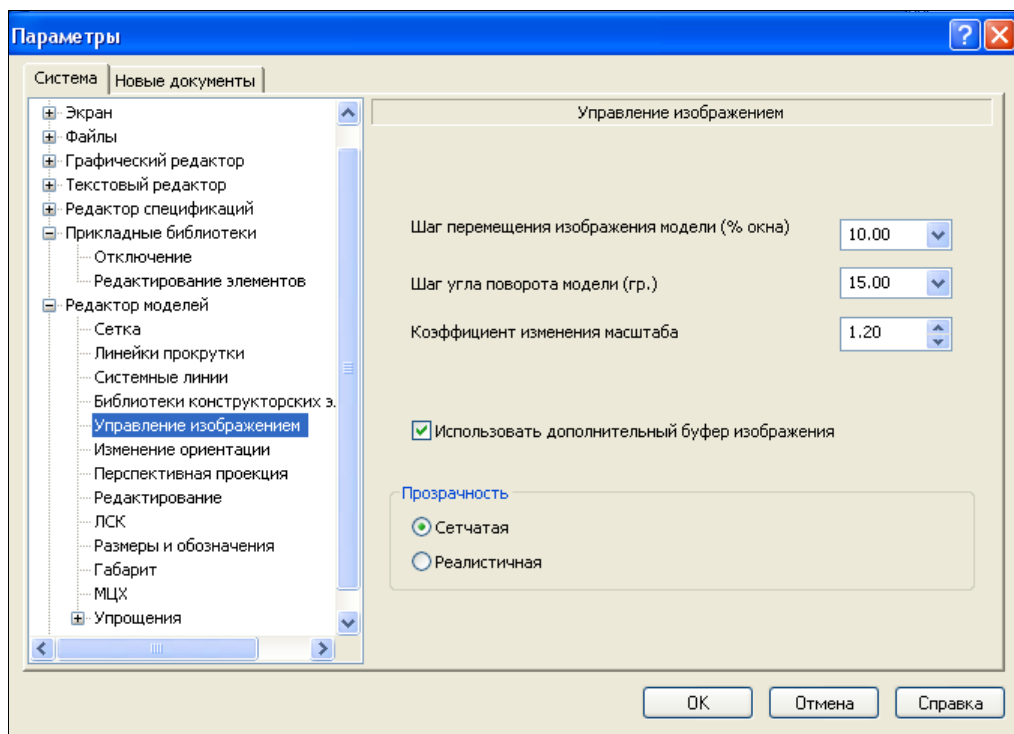 Параметры
Система
Новые документы
Экран
Файлы
Графический редактор
Текстовый редактор
Редактор спецификаций
Прикладные библиотеки
Отключение
Редактирование элементов
Редактор моделей
Сетка
Линейки прокрутки
Системные линии
Библиотеки конструкторских э.
Управление изображением
Изменение ориентации
Перспективная проекция
Редактирование
ЛСК
Размеры и обозначения
Габарит
МЦХ
Упрощения
Управление изображением
Шаг перемещения изображения модели (% окна)
10.00
Шаг угла поворота модели (гр.)
15.00
Коэффициент изменения масштаба
1.20
Использовать дополнительный буфер изображения
Прозрачность
Сетчатая
Реалистичная
OK
Отмена
Справка